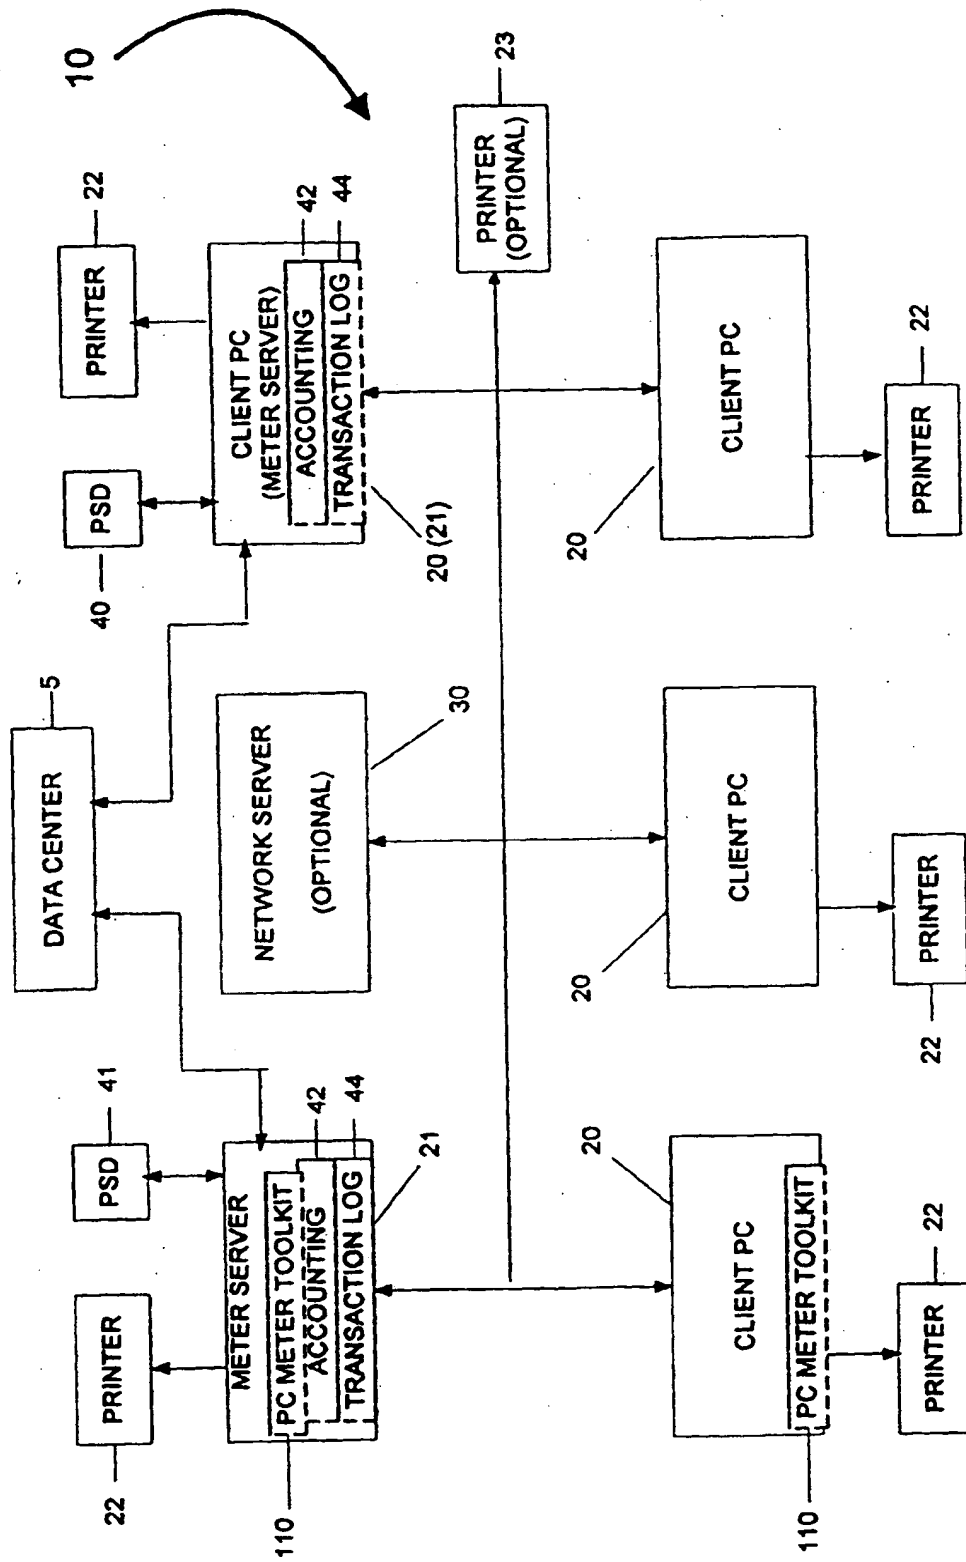 10
DATA CENTER
5
PRINTER
22
PSD
41
METER SERVER
PC METER TOOLKIT
110
ACCOUNTING
42
TRANSACTION LOG
44
21
NETWORK SERVER
(OPTIONAL)
30
PSD
40
PRINTER
22
CLIENT PC
(METER SERVER)
ACCOUNTING
42
TRANSACTION LOG
44
20 (21)
PRINTER
(OPTIONAL)
23
20
CLIENT PC
PC METER TOOLKIT
110
PRINTER
22
20
CLIENT PC
PRINTER
22
20
CLIENT PC
PRINTER
22